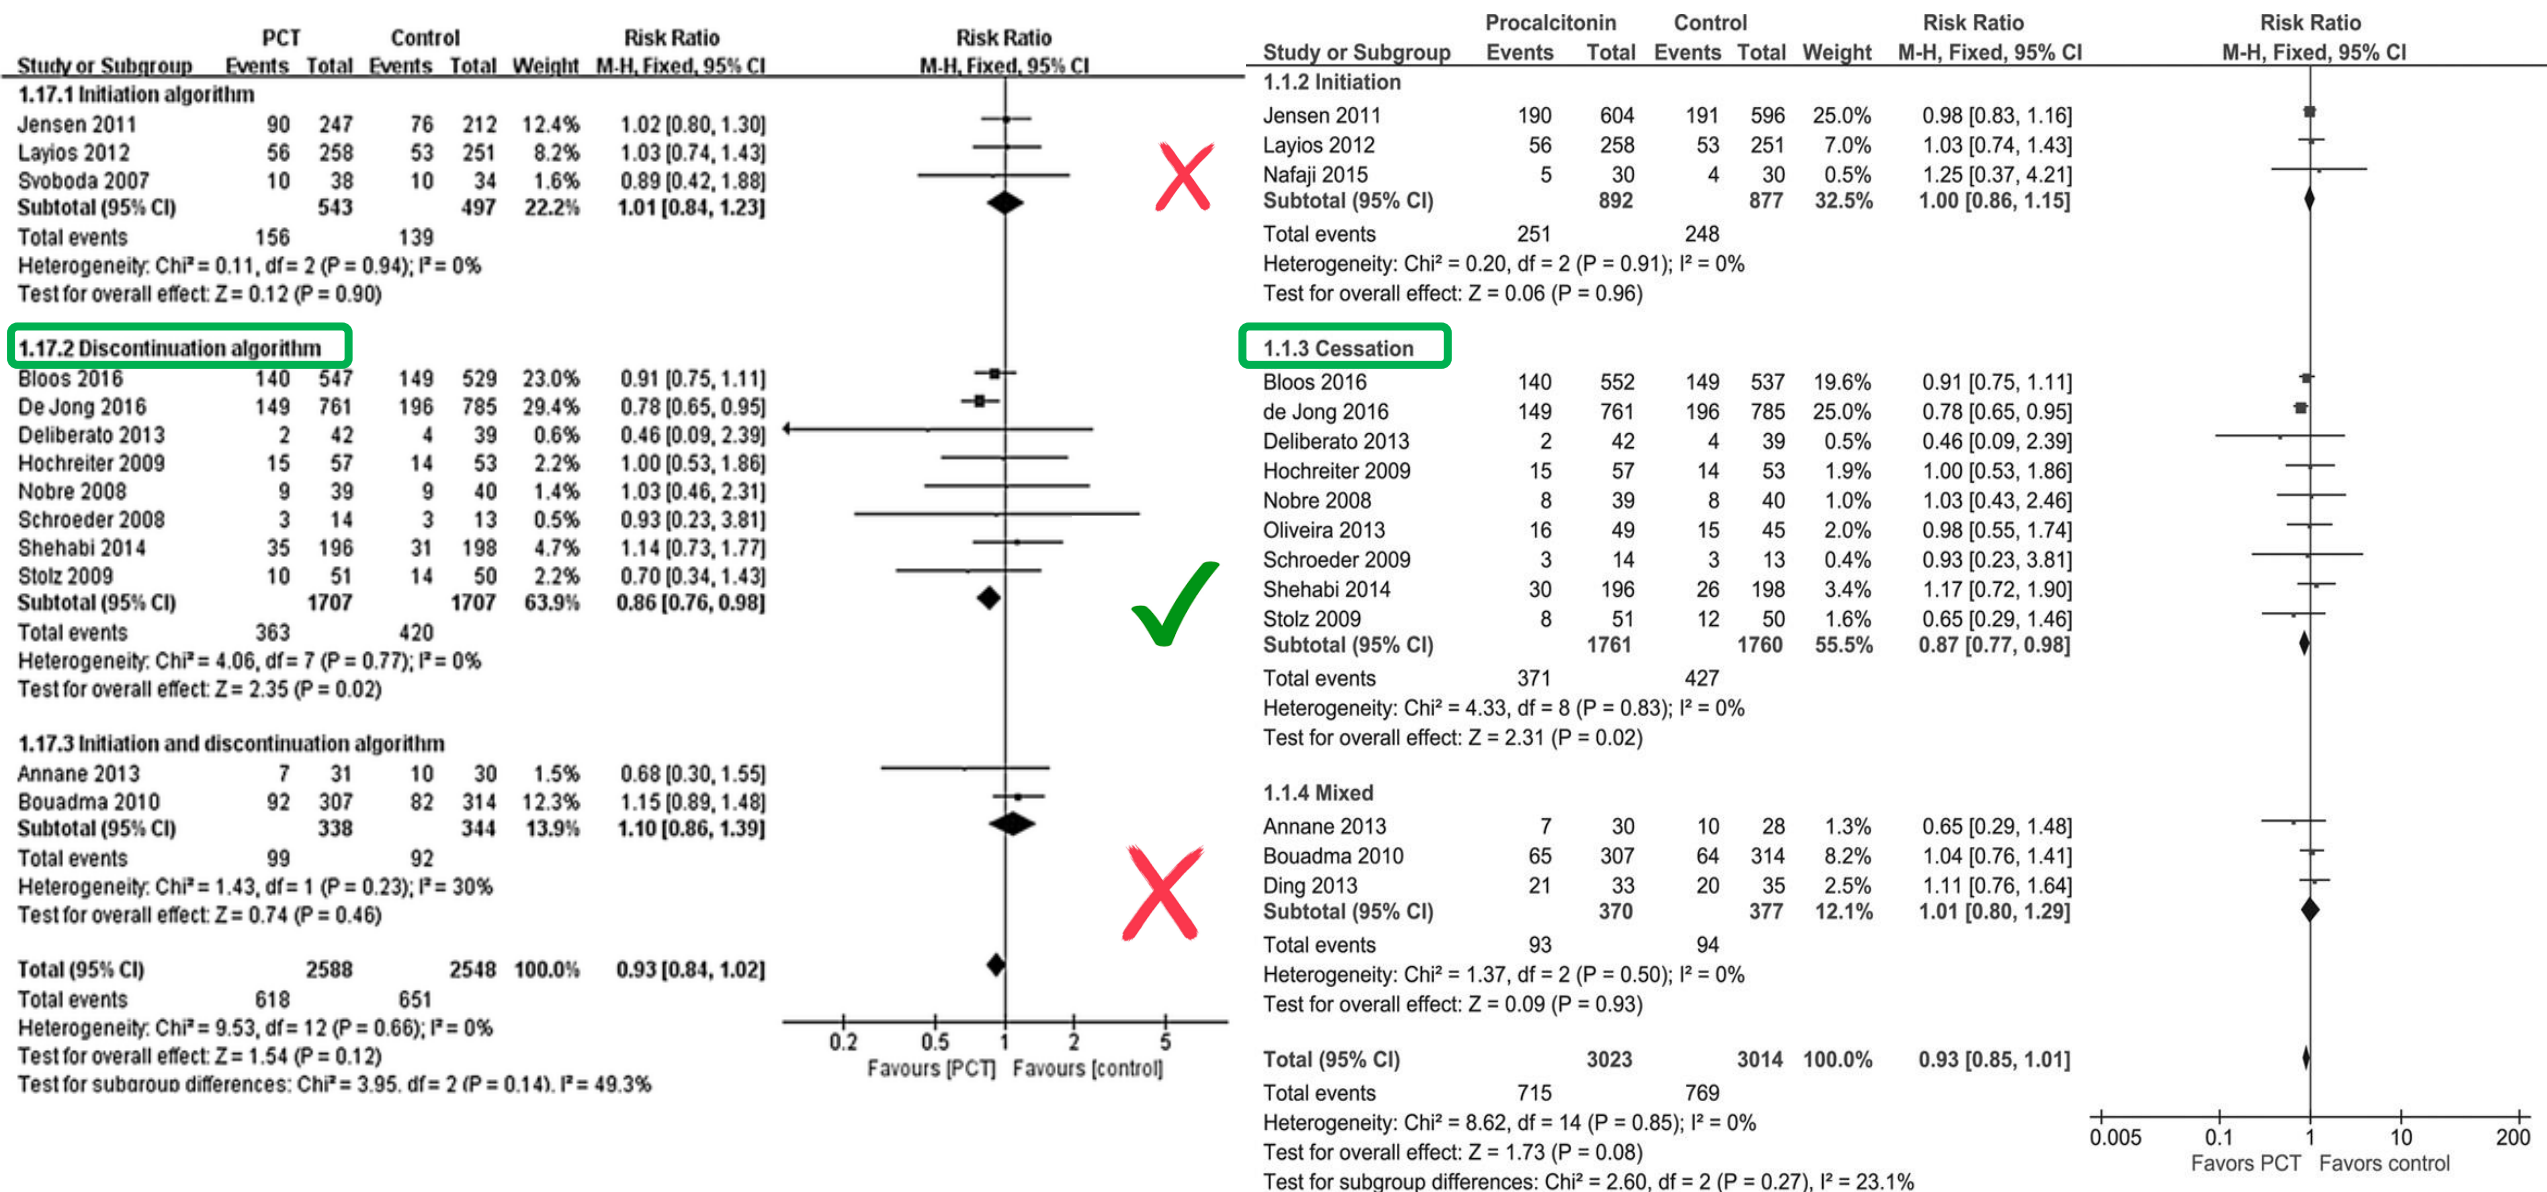 PCT Control Risk Ratio Risk Ratio
Study or Subgroup Events Total Events Total Weight M-H, Fixed, 95% CI M-H, Fixed, 95% CI
1.17.1 Initiation algorithm
Jensen 2011 90 247 76 212 12.4% 1.02 [0.80, 1.30]
Layios 2012 56 258 53 251 8.2% 1.03 [0.74, 1.43]
Svoboda 2007 10 38 10 34 1.6% 0.89 [0.42, 1.88]
Subtotal (95% CI) 543 497 22.2% 1.01 [0.84, 1.23]
Total events 156 139
Heterogeneity: Chi² = 0.11, df = 2 (P = 0.94); I² = 0%
Test for overall effect: Z = 0.12 (P = 0.90)
1.17.2 Discontinuation algorithm
Bloos 2016 140 547 149 529 23.0% 0.91 [0.75, 1.11]
De Jong 2016 149 761 196 785 29.4% 0.78 [0.65, 0.95]
Deliberato 2013 2 42 4 39 0.6% 0.46 [0.09, 2.39]
Hochreiter 2009 15 57 14 53 2.2% 1.00 [0.53, 1.86]
Nobre 2008 9 39 9 40 1.4% 1.03 [0.46, 2.31]
Schroeder 2008 3 14 3 13 0.5% 0.93 [0.23, 3.81]
Shehabi 2014 35 196 31 198 4.7% 1.14 [0.73, 1.77]
Stolz 2009 10 51 14 50 2.2% 0.70 [0.34, 1.43]
Subtotal (95% CI) 1707 1707 63.9% 0.86 [0.76, 0.98]
Total events 363 420
Heterogeneity: Chi² = 4.06, df = 7 (P = 0.77); I² = 0%
Test for overall effect: Z = 2.35 (P = 0.02)
1.17.3 Initiation and discontinuation algorithm
Annane 2013 7 31 10 30 1.5% 0.68 [0.30, 1.55]
Bouadma 2010 92 307 82 314 12.3% 1.15 [0.89, 1.48]
Subtotal (95% CI) 338 344 13.9% 1.10 [0.86, 1.39]
Total events 99 92
Heterogeneity: Chi² = 1.43, df = 1 (P = 0.23); I² = 30%
Test for overall effect: Z = 0.74 (P = 0.46)
Total (95% CI) 2588 2548 100.0% 0.93 [0.84, 1.02]
Total events 618 651
Heterogeneity: Chi² = 9.53, df = 12 (P = 0.66); I² = 0%
Test for overall effect: Z = 1.54 (P = 0.12)
Test for subgroup differences: Chi² = 3.95. df = 2 (P = 0.14). I² = 49.3%
0.2 0.5 1 2 5
Favours [PCT] Favours [control]
Procalcitonin Control Risk Ratio Risk Ratio
Study or Subgroup Events Total Events Total Weight M-H, Fixed, 95% CI M-H, Fixed, 95% CI
1.1.2 Initiation
Jensen 2011 190 604 191 596 25.0% 0.98 [0.83, 1.16]
Layios 2012 56 258 53 251 7.0% 1.03 [0.74, 1.43]
Nafaji 2015 5 30 4 30 0.5% 1.25 [0.37, 4.21]
Subtotal (95% CI) 892 877 32.5% 1.00 [0.86, 1.15]
Total events 251 248
Heterogeneity: Chi² = 0.20, df = 2 (P = 0.91); I² = 0%
Test for overall effect: Z = 0.06 (P = 0.96)
1.1.3 Cessation
Bloos 2016 140 552 149 537 19.6% 0.91 [0.75, 1.11]
de Jong 2016 149 761 196 785 25.0% 0.78 [0.65, 0.95]
Deliberato 2013 2 42 4 39 0.5% 0.46 [0.09, 2.39]
Hochreiter 2009 15 57 14 53 1.9% 1.00 [0.53, 1.86]
Nobre 2008 8 39 8 40 1.0% 1.03 [0.43, 2.46]
Oliveira 2013 16 49 15 45 2.0% 0.98 [0.55, 1.74]
Schroeder 2009 3 14 3 13 0.4% 0.93 [0.23, 3.81]
Shehabi 2014 30 196 26 198 3.4% 1.17 [0.72, 1.90]
Stolz 2009 8 51 12 50 1.6% 0.65 [0.29, 1.46]
Subtotal (95% CI) 1761 1760 55.5% 0.87 [0.77, 0.98]
Total events 371 427
Heterogeneity: Chi² = 4.33, df = 8 (P = 0.83); I² = 0%
Test for overall effect: Z = 2.31 (P = 0.02)
1.1.4 Mixed
Annane 2013 7 30 10 28 1.3% 0.65 [0.29, 1.48]
Bouadma 2010 65 307 64 314 8.2% 1.04 [0.76, 1.41]
Ding 2013 21 33 20 35 2.5% 1.11 [0.76, 1.64]
Subtotal (95% CI) 370 377 12.1% 1.01 [0.80, 1.29]
Total events 93 94
Heterogeneity: Chi² = 1.37, df = 2 (P = 0.50); I² = 0%
Test for overall effect: Z = 0.09 (P = 0.93)
Total (95% CI) 3023 3014 100.0% 0.93 [0.85, 1.01]
Total events 715 769
Heterogeneity: Chi² = 8.62, df = 14 (P = 0.85); I² = 0%
Test for overall effect: Z = 1.73 (P = 0.08)
Test for subgroup differences: Chi² = 2.60, df = 2 (P = 0.27), I² = 23.1%
0.005 0.1 1 10 200
Favors PCT Favors control